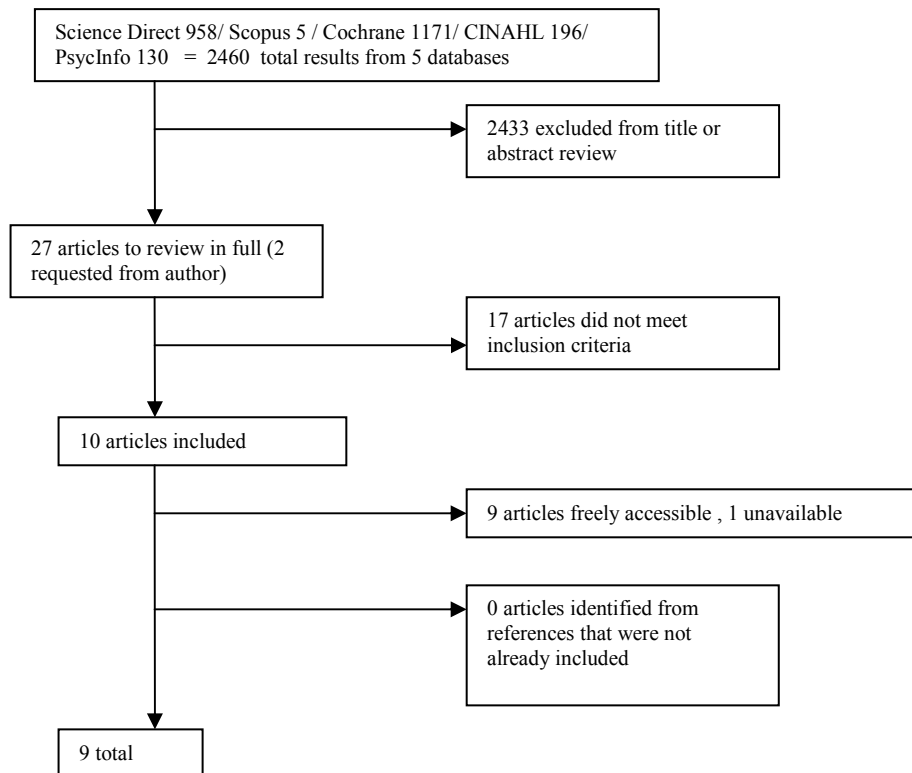 Science Direct 958/ Scopus 5 / Cochrane 1171/ CINAHL 196/
PsycInfo 130 = 2460 total results from 5 databases
2433 excluded from title or
abstract review
27 articles to review in full (2
requested from author)
17 articles did not meet
inclusion criteria
10 articles included
9 articles freely accessible , 1 unavailable
0 articles identified from
references that were not
already included
9 total